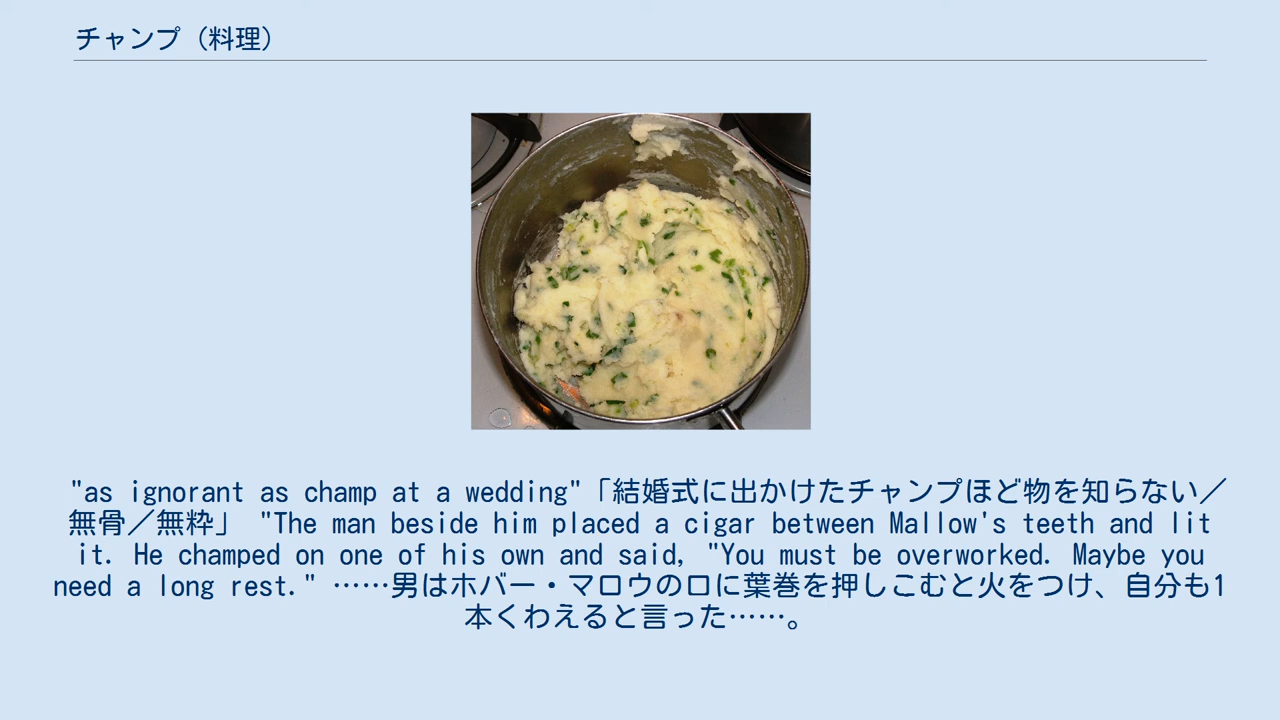 チャンプ（料理）
"as ignorant as champ at a wedding"「結婚式に出かけたチャンプほど物を知らない／
無骨／無粋」 "The man beside him placed a cigar between Mallow's teeth and lit
it. He champed on one of his own and said, "You must be overworked. Maybe you
need a long rest." ……男はホバー・マロウの口に葉巻を押しこむと火をつけ、自分も1
本くわえると言った……。